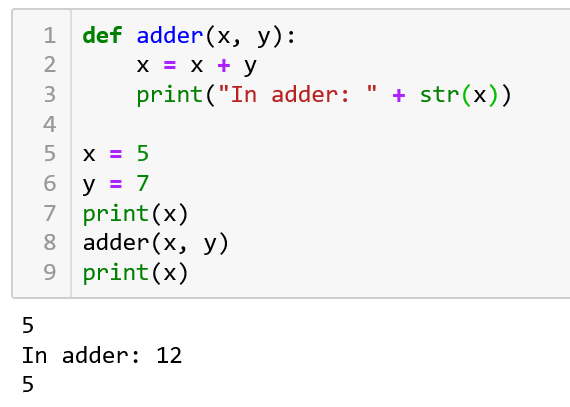 1 def adder(x, y):
2     x = x + y
3     print("In adder: " + str(x))
4
5 x = 5
6 y = 7
7 print(x)
8 adder(x, y)
9 print(x)
5
In adder: 12
5